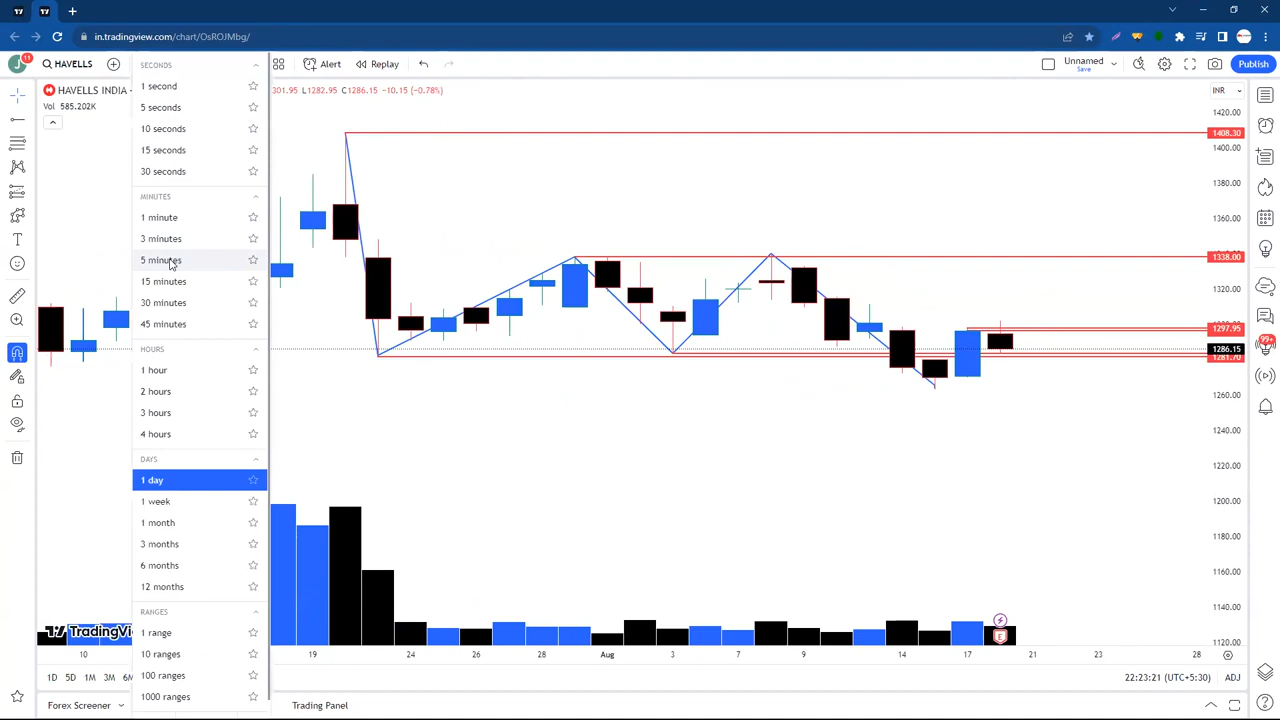 in.tradingview.com/chart/OsROJMbg/
J
11
HAVELLS
Alert
Replay
Unnamed
Save
Publish
HAVELLS INDIA
301.95 L1282.95 C1286.15 -10.15 (-0.78%)
Vol 585.202K
INR
SECONDS
1 second
5 seconds
10 seconds
15 seconds
30 seconds
MINUTES
1 minute
3 minutes
5 minutes
15 minutes
30 minutes
45 minutes
HOURS
1 hour
2 hours
3 hours
4 hours
DAYS
1 day
1 week
1 month
3 months
6 months
12 months
RANGES
1 range
10 ranges
100 ranges
1000 ranges
1420.00
1408.30
1400.00
1380.00
1360.00
1338.00
1320.00
1297.95
1286.15
1281.70
1260.00
1240.00
1220.00
1200.00
1180.00
1160.00
1140.00
1120.00
99+
TradingVi
E
10
19
24
26
28
Aug
3
7
9
14
17
21
23
28
1D
5D
1M
3M
6M
22:23:21 (UTC+5:30)
ADJ
Forex Screener
Trading Panel